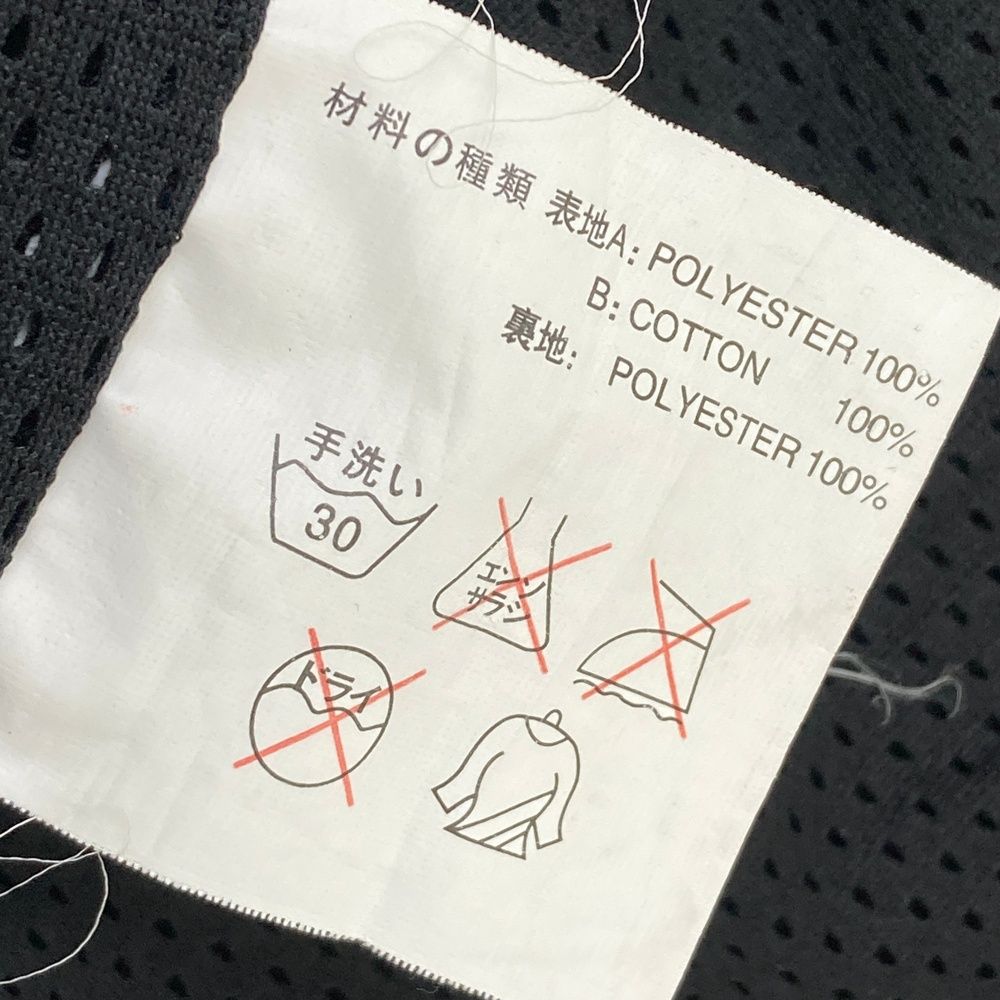 材料の種類 表地A: POLYESTER 100%
B: COTTON 100%
裏地: POLYESTER 100%
手洗い
30
エンソ
サラシ
ドライ